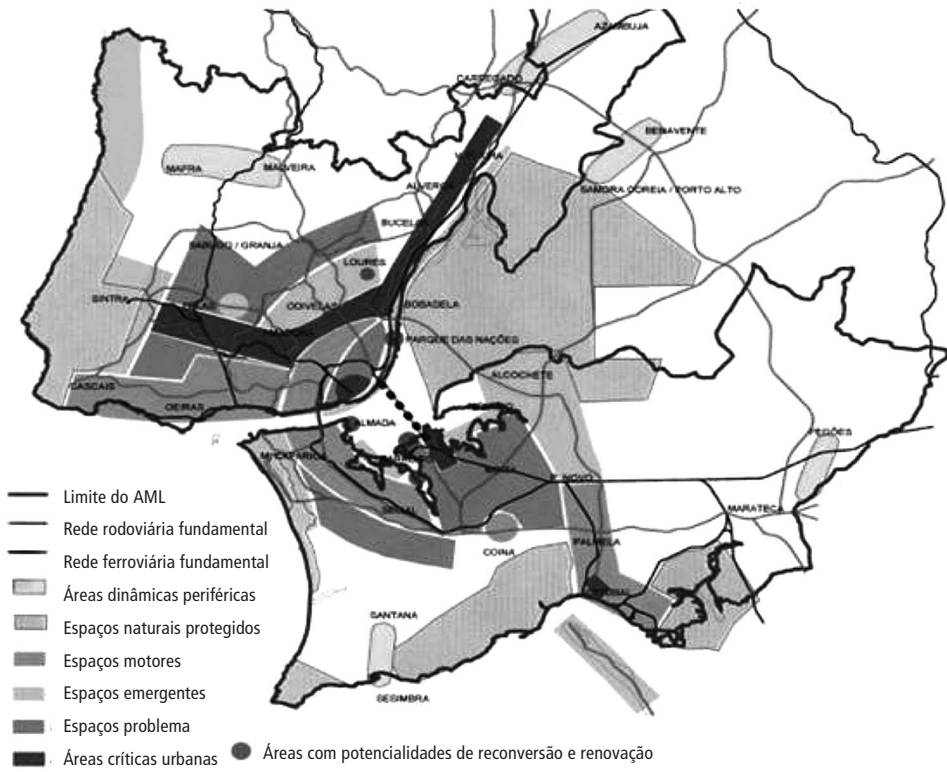 AZAMBUJA
CARREGADO
BENAVENTE
MAFRA
MALVEIRA
ALVERCA
SAMORA CORREIA / PORTO ALTO
BUCELAS
SABUGO / GRANJA
LOURES
SINTRA
ODIVELAS
BOBADELA
PARQUE DAS NAÇÕES
CASCAIS
ALCOCHETE
OEIRAS
ALMADA
PEGÕES
P. NOVO
SEIXAL
MARATECA
COINA
PALMELA
SETÚBAL
SANTANA
SESIMBRA
Limite do AML
Rede rodoviária fundamental
Rede ferroviária fundamental
Áreas dinâmicas periféricas
Espaços naturais protegidos
Espaços motores
Espaços emergentes
Espaços problema
Áreas críticas urbanas
Áreas com potencialidades de reconversão e renovação